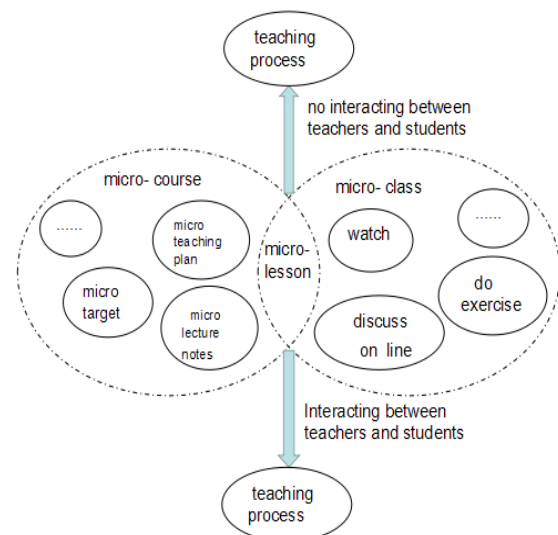 teaching
process
no interacting between
teachers and students
micro- course
micro- class
......
micro
teaching
plan
micro
target
micro
lecture
notes
micro-
lesson
watch
......
do
exercise
discuss
on line
Interacting between
teachers and students
teaching
process